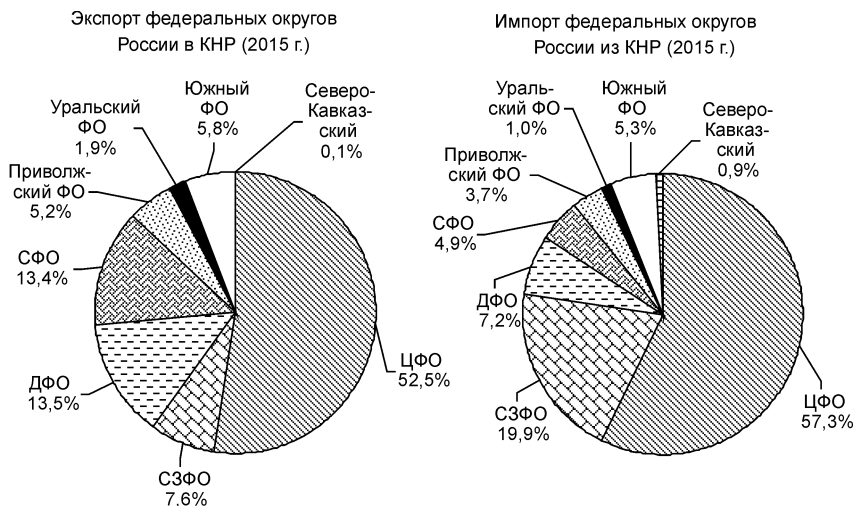 Экспорт федеральных округов
России в КНР (2015 г.)
Уральский
ФО
1,9%
Южный
ФО
5,8%
Северо-
Кавказ-
ский
0,1%
Приволж-
ский ФО
5,2%
СФО
13,4%
ДФО
13,5%
СЗФО
7.6%
ЦФО
52,5%
Импорт федеральных округов
России из КНР (2015 г.)
Ураль-
ский ФО
1,0%
Южный
ФО
5,3%
Северо-
Кавказ-
ский
0,9%
Приволж-
ский ФО
3,7%
СФО
4,9%
ДФО
7,2%
СЗФО
19,9%
ЦФО
57,3%